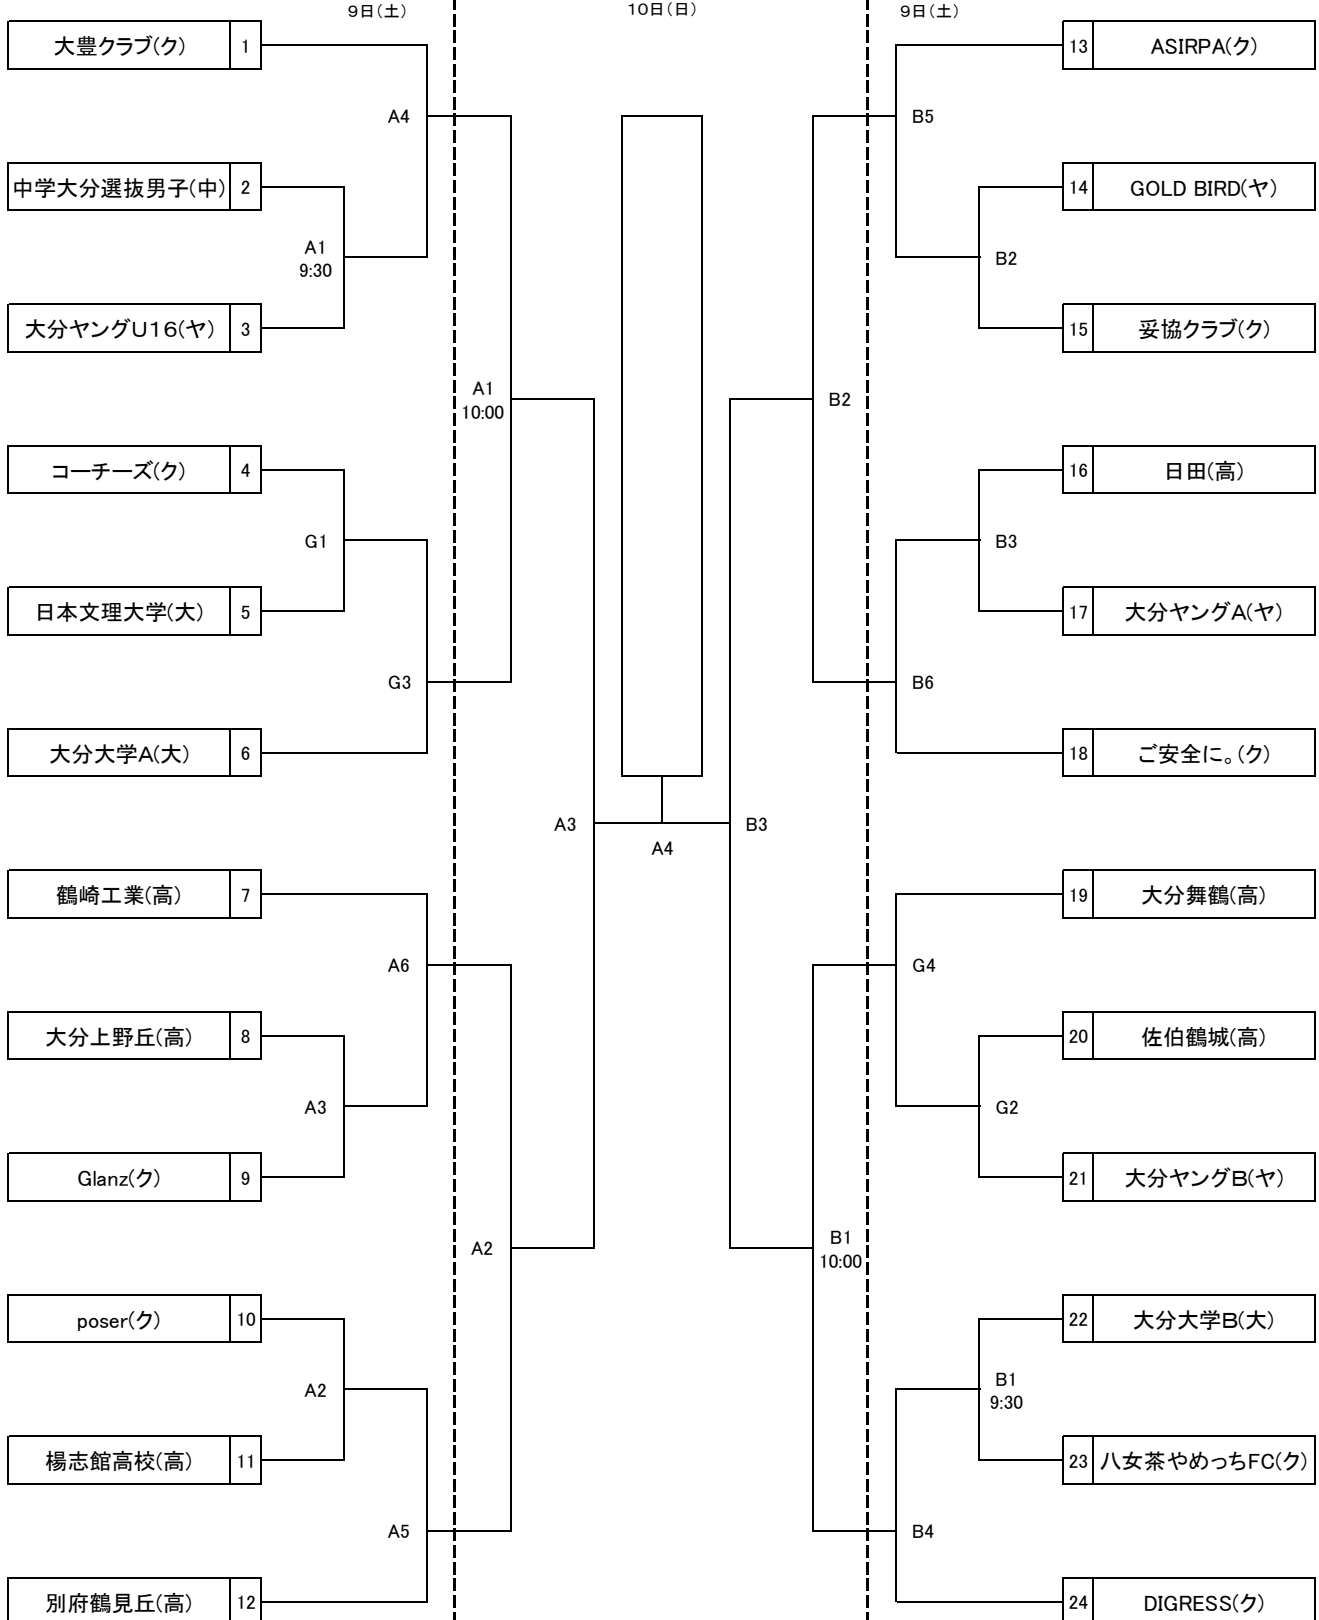 9日(土)
10日(日)
9日(土)
大豊クラブ(ク) 1
A4
中学大分選抜男子(中) 2
A1
9:30
大分ヤングU16(ヤ) 3
A1
10:00
コーチーズ(ク) 4
G1
日本文理大学(大) 5
G3
大分大学A(大) 6
A3
A4
鶴崎工業(高) 7
A6
大分上野丘(高) 8
A3
Glanz(ク) 9
A2
poser(ク) 10
A2
楊志館高校(高) 11
A5
別府鶴見丘(高) 12
13 ASIRPA(ク)
B5
14 GOLD BIRD(ヤ)
B2
15 妥協クラブ(ク)
B2
16 日田(高)
B3
17 大分ヤングA(ヤ)
B6
18 ご安全に。(ク)
B3
19 大分舞鶴(高)
G4
20 佐伯鶴城(高)
G2
21 大分ヤングB(ヤ)
B1
10:00
22 大分大学B(大)
B1
9:30
23 八女茶やめっちFC(ク)
B4
24 DIGRESS(ク)